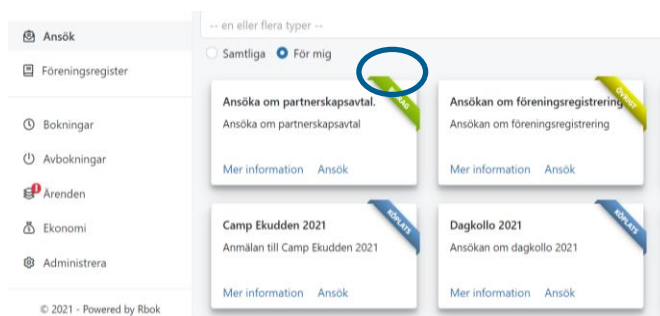 -- en eller flera typer --
Ansök
Samtliga För mig
Föreningsregister
Ansöka om partnerskapsavtal.
BIDRAG
Ansökan om föreningsregistrering
ÖVRIGT
Ansöka om partnerskapsavtal
Ansökan om föreningsregistrering
Bokningar
Avbokningar
Mer information Ansök
Mer information Ansök
1
Ärenden
Camp Ekudden 2021
KÖPLATS
Dagkollo 2021
KÖPLATS
Ekonomi
Anmälan till Camp Ekudden 2021
Ansökan om dagkollo 2021
Administrera
Mer information Ansök
Mer information Ansök
© 2021 - Powered by Rbok